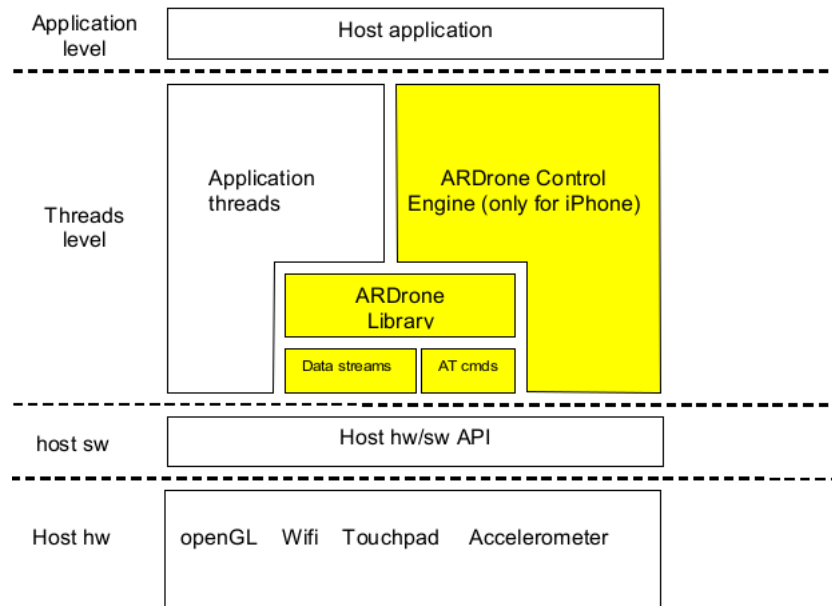 Application
level
Host application
Threads
level
Application
threads
ARDrone Control
Engine (only for iPhone)
ARDrone
Library
Data streams
AT cmds
host sw
Host hw/sw API
Host hw
openGL Wifi Touchpad Accelerometer